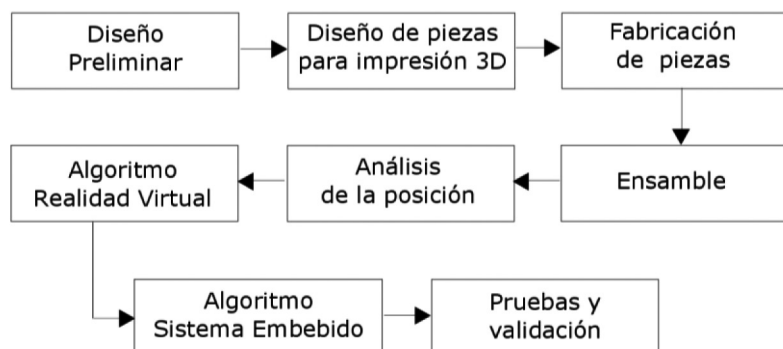 Diseño
Preliminar
Diseño de piezas
para impresión 3D
Fabricación
de piezas
Ensamble
Análisis
de la posición
Algoritmo
Realidad Virtual
Algoritmo
Sistema Embebido
Pruebas y
validación